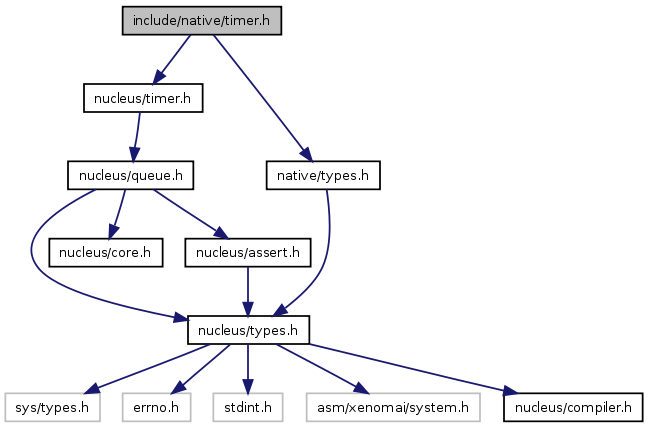 include/native/timer.h
nucleus/timer.h
nucleus/queue.h
native/types.h
nucleus/core.h
nucleus/assert.h
nucleus/types.h
sys/types.h
errno.h
stdint.h
asm/xenomai/system.h
nucleus/compiler.h